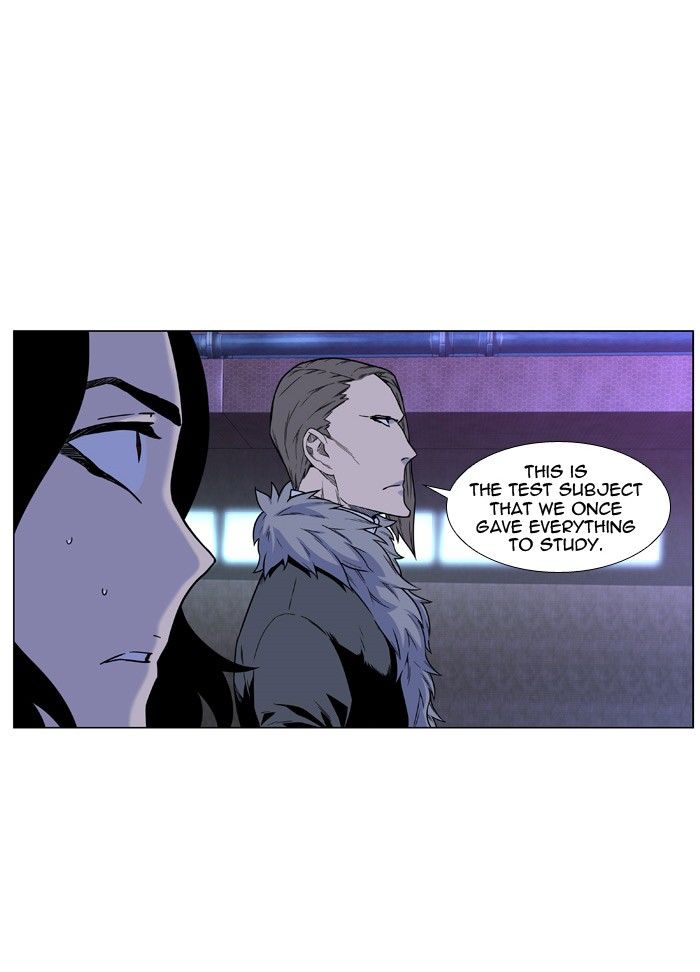 THIS IS
THE TEST SUBJECT
THAT WE ONCE
GAVE EVERYTHING
TO STUDY.